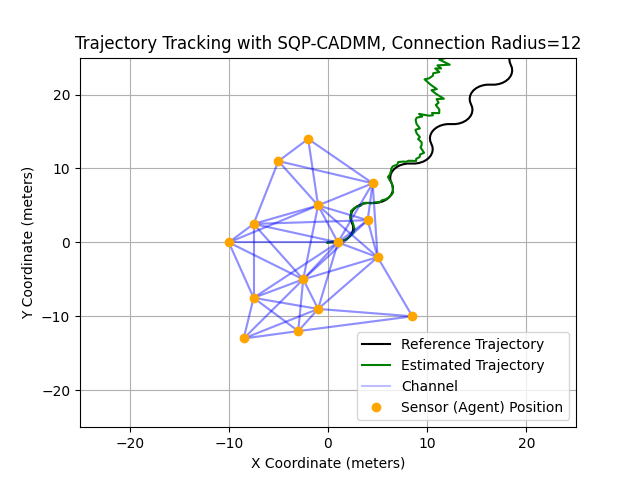 Trajectory Tracking with SQP-CADMM, Connection Radius=12
Y Coordinate (meters)
20
10
0
−10
−20
Reference Trajectory
Estimated Trajectory
Channel
Sensor (Agent) Position
−20 −10 0 10 20
X Coordinate (meters)